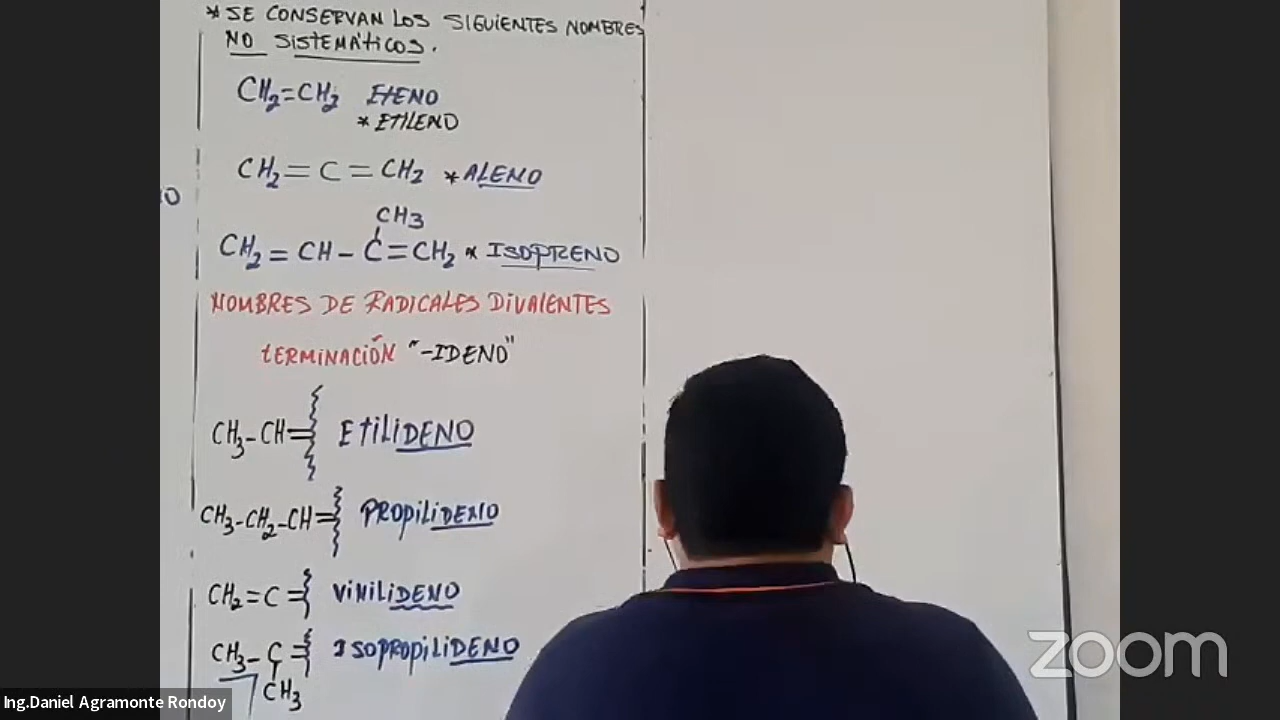 * SE CONSERVAN LOS SIGUIENTES NOMBRES
NO SISTEMÁTICOS.
CH2=CH2 ETENO
* ETILENO
CH2=C=CH2 * ALENO
CH3
CH2=CH-C=CH2 * ISOPRENO
NOMBRES DE RADICALES DIVALENTES
TERMINACIÓN "-IDENO"
CH3-CH= ETILIDENO
CH3-CH2-CH= PROPILIDENO
CH2=C= VINILIDENO
CH3-C= ISOPROPILIDENO
CH3
zoom
Ing.Daniel Agramonte Rondoy